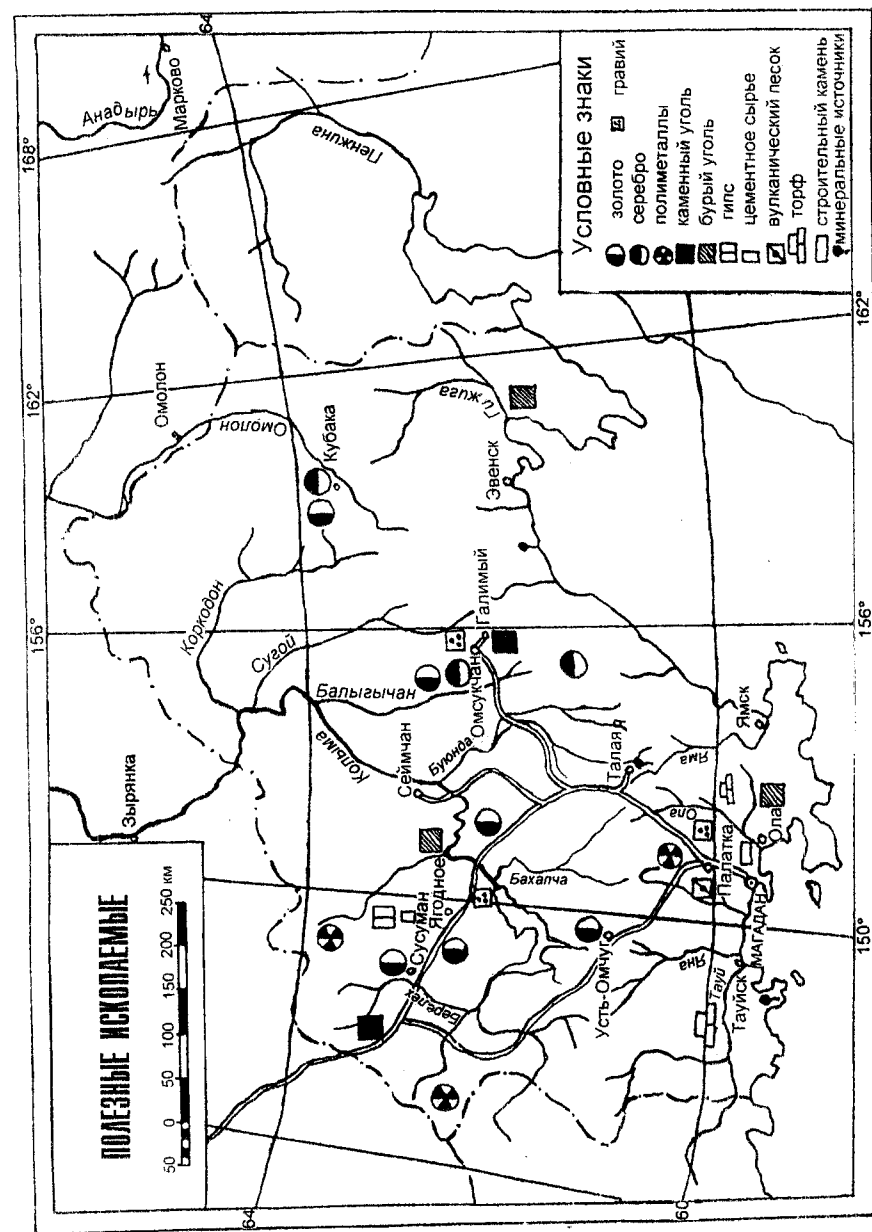 ПОЛЕЗНЫЕ ИСКОПАЕМЫЕ
50 0 50 100 150 200 250 км
168°
162°
156°
64
64
60
150°
156°
162°
Анадырь
Марково
Пенжина
Омолон
Омолон
Кубака
Гижига
Эвенск
Коркодон
Сугой
Балыгычан
Галимый
Омсукчан
Зырянка
Колыма
Сеймчан
Буюнда
Талая
Яма
Ямск
Ола
Ола
Палатка
МАГАДАН
Бахапча
Ягодное
Сусуман
Берелех
Усть-Омчуг
Яна
Тауй
Тауйск
Условные знаки
золото
гравий
серебро
полиметаллы
каменный уголь
бурый уголь
гипс
цементное сырье
вулканический песок
торф
строительный камень
минеральные источники